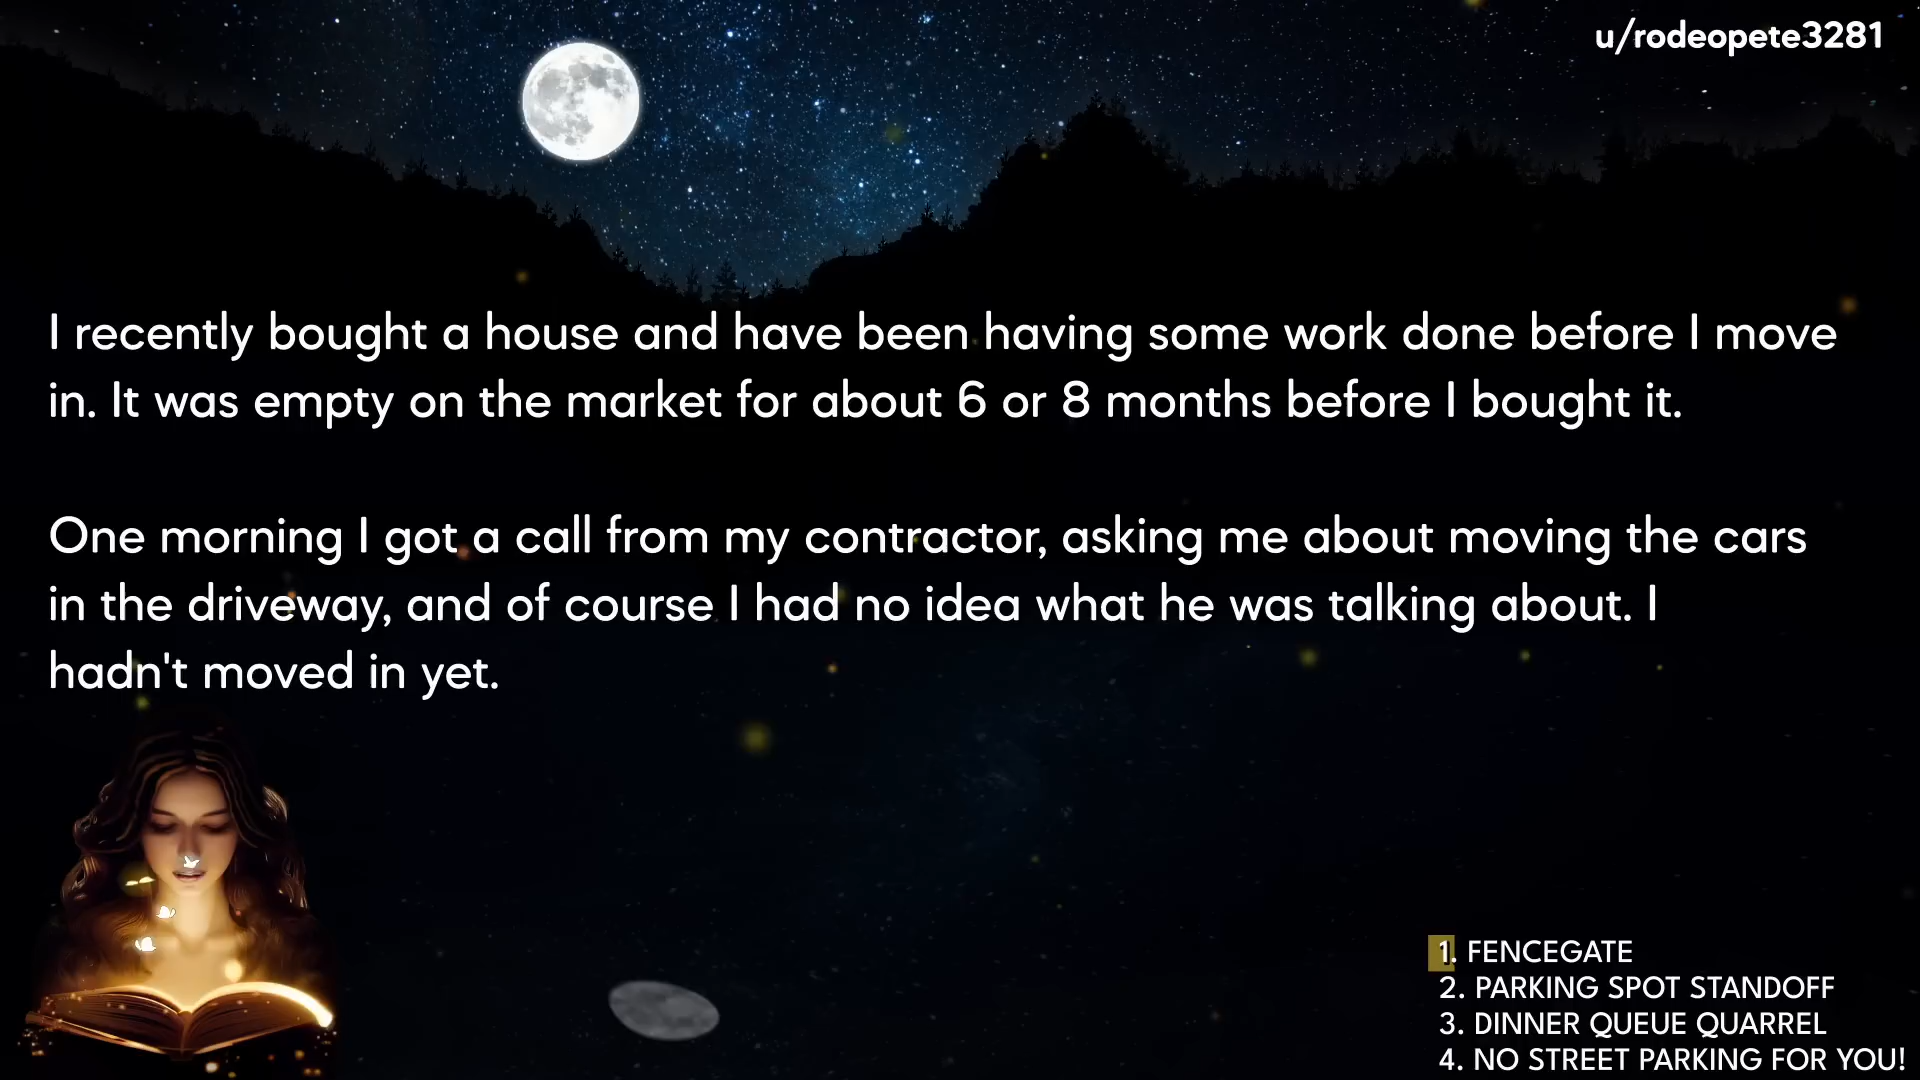 u/rodeopete3281
I recently bought a house and have been having some work done before I move
in. It was empty on the market for about 6 or 8 months before I bought it.
One morning I got a call from my contractor, asking me about moving the cars
in the driveway, and of course I had no idea what he was talking about. I
hadn't moved in yet.
1. FENCEGATE
2. PARKING SPOT STANDOFF
3. DINNER QUEUE QUARREL
4. NO STREET PARKING FOR YOU!